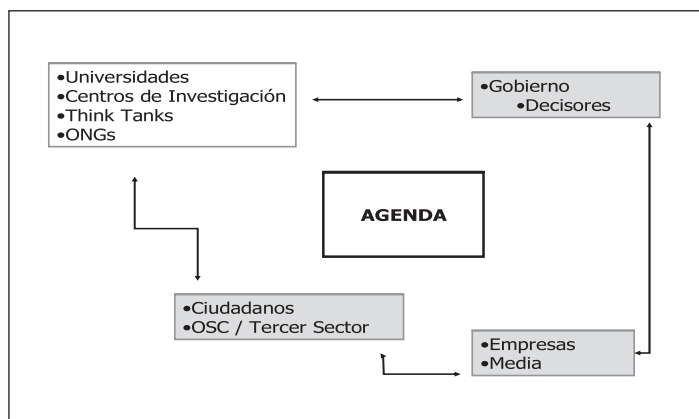 •Universidades
•Centros de Investigación
•Think Tanks
•ONGs
•Gobierno
•Decisores
AGENDA
•Ciudadanos
•OSC / Tercer Sector
•Empresas
•Media